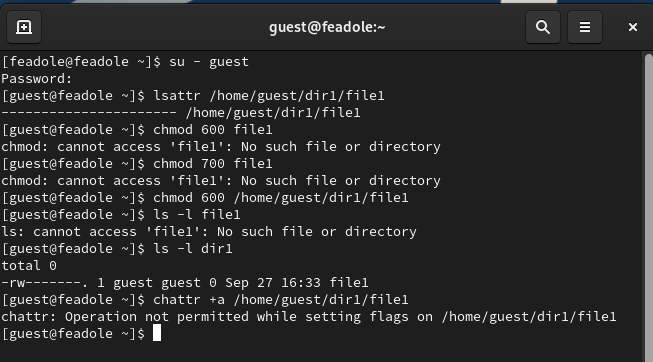 guest@feadole:~
[feadole@feadole ~]$ su - guest
Password:
[guest@feadole ~]$ lsattr /home/guest/dir1/file1
---------------------- /home/guest/dir1/file1
[guest@feadole ~]$ chmod 600 file1
chmod: cannot access 'file1': No such file or directory
[guest@feadole ~]$ chmod 700 file1
chmod: cannot access 'file1': No such file or directory
[guest@feadole ~]$ chmod 600 /home/guest/dir1/file1
[guest@feadole ~]$ ls -l file1
ls: cannot access 'file1': No such file or directory
[guest@feadole ~]$ ls -l dir1
total 0
-rw-------. 1 guest guest 0 Sep 27 16:33 file1
[guest@feadole ~]$ chattr +a /home/guest/dir1/file1
chattr: Operation not permitted while setting flags on /home/guest/dir1/file1
[guest@feadole ~]$